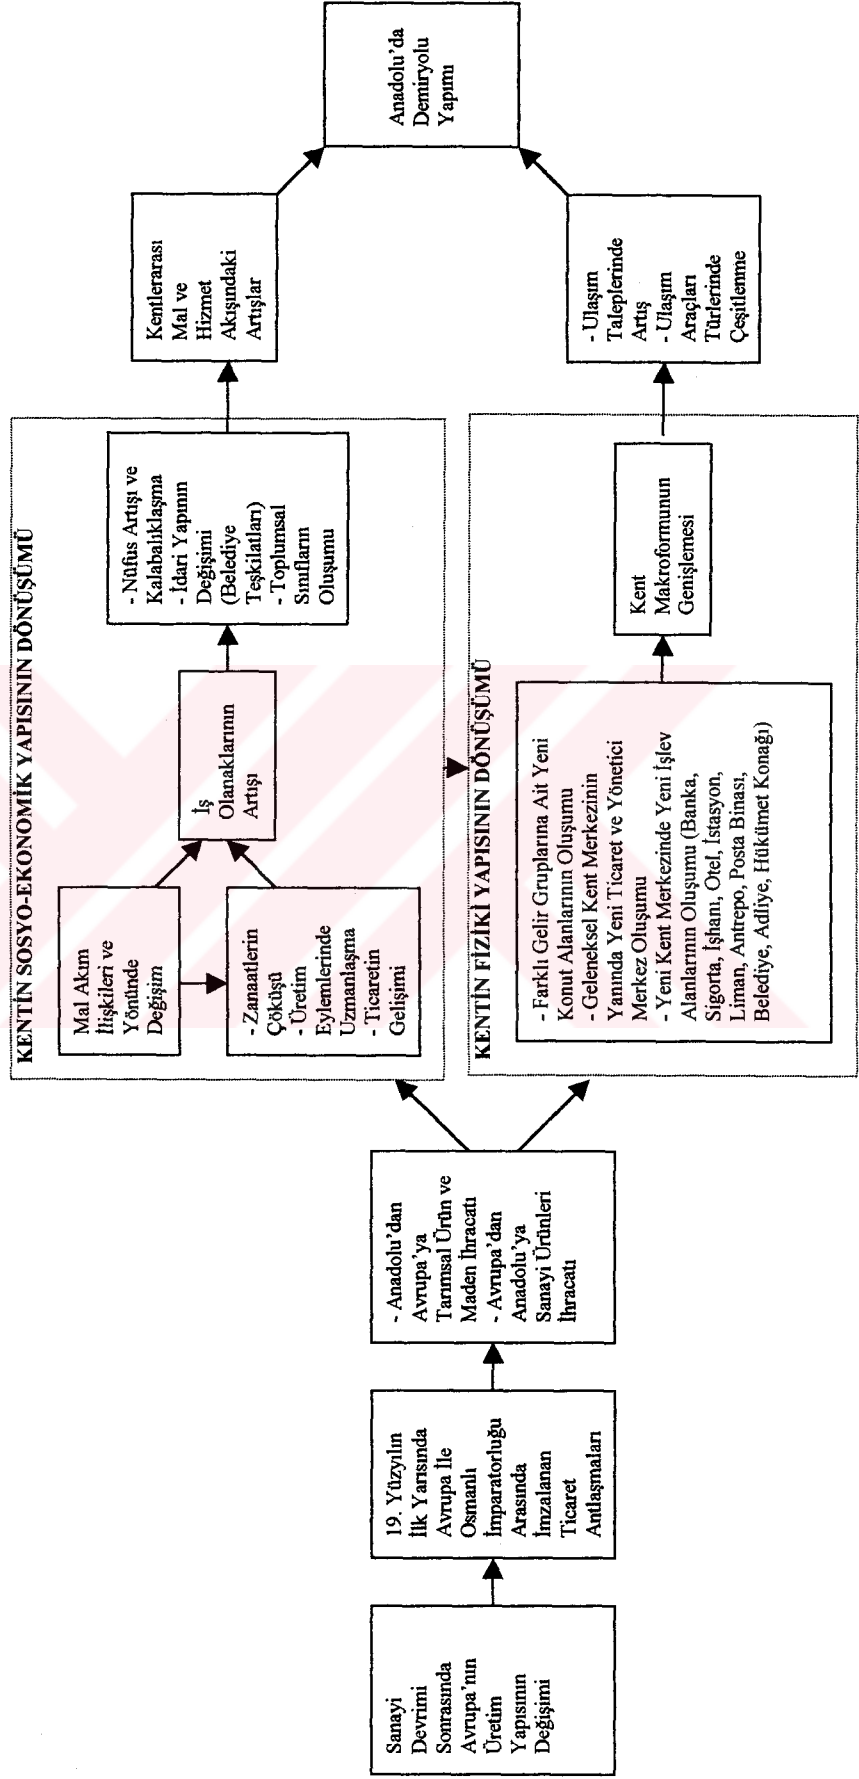 Sanayi
Devrimi
Sonrasında
Avrupa'nın
Üretim
Yapısının
Değişimi
19. Yüzyılın
İlk Yarısında
Avrupa İle
Osmanlı
İmparatorluğu
Arasında
İmzalanan
Ticaret
Antlaşmaları
- Anadolu'dan
Avrupa'ya
Tarımsal Ürün ve
Maden İhracatı
- Avrupa'dan
Anadolu'ya
Sanayi Ürünleri
İhracatı
KENTİN SOSYO-EKONOMİK YAPISININ DÖNÜŞÜMÜ
Mal Akım
İlişkileri ve
Yönünde
Değişim
- Zanaatlerin
Çöküşü
- Üretim
Eylemlerinde
Uzmanlaşma
- Ticaretin
Gelişimi
İş
Olanaklarının
Artışı
- Nüfus Artışı ve
Kalabalıklaşma
- İdari Yapının
Değişimi
(Belediye
Teşkilatları)
- Toplumsal
Sınıfların
Oluşumu
KENTİN FİZİKİ YAPISININ DÖNÜŞÜMÜ
- Farklı Gelir Gruplarına Ait Yeni
Konut Alanlarının Oluşumu
- Geleneksel Kent Merkezinin
Yanında Yeni Ticaret ve Yönetici
Merkez Oluşumu
- Yeni Kent Merkezinde Yeni İşlev
Alanlarının Oluşumu (Banka,
Sigorta, İşhanı, Otel, İstasyon,
Liman, Antrepo, Posta Binası,
Belediye, Adliye, Hükümet Konağı)
Kent
Makroformunun
Genişlemesi
Kentlerarası
Mal ve
Hizmet
Akışındaki
Artışlar
- Ulaşım
Taleplerinde
Artış
- Ulaşım
Araçları
Türlerinde
Çeşitlenme
Anadolu'da
Demiryolu
Yapımı